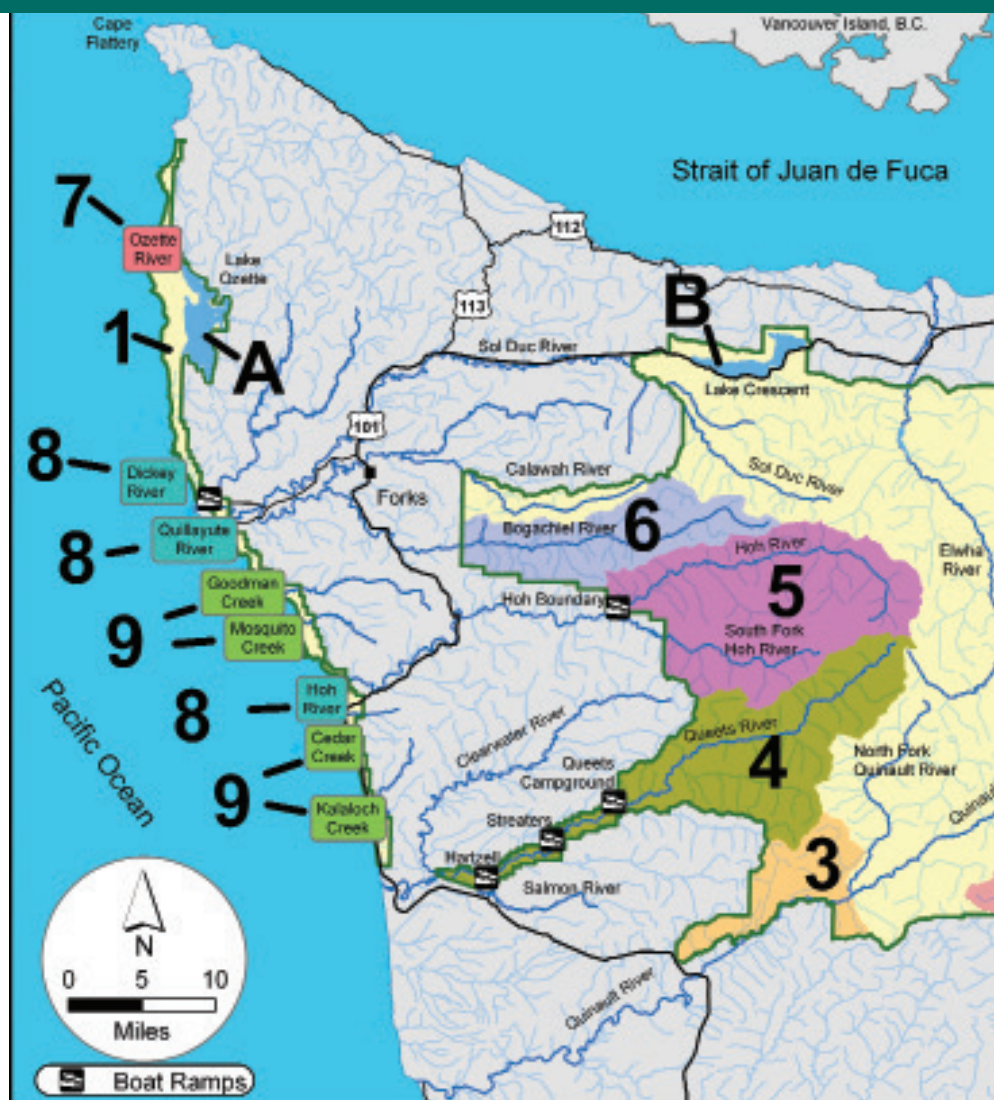 Cape
Flattery
Vancouver Island, B.C.
Strait of Juan de Fuca
112
7
Ozette
River
Lake
Ozette
113
B
1
A
Sol Duc River
Lake Crescent
101
8
Dickey
River
Calawah River
Sol Duc River
Forks
8
Quillayute
River
Bogachiel River
6
Hoh River
Elwha
River
9
Goodman
Creek
Hoh Boundary
5
Mosquito
Creek
South Fork
Hoh River
Pacific Ocean
8
Hoh
River
Clearwater River
Queets River
4
North Fork
Quinault River
Cedar
Creek
Queets
Campground
9
Kalaloch
Creek
Streaters
Quinault
Hartzell
3
Salmon River
N
0 5 10
Miles
Quinault River
Boat Ramps